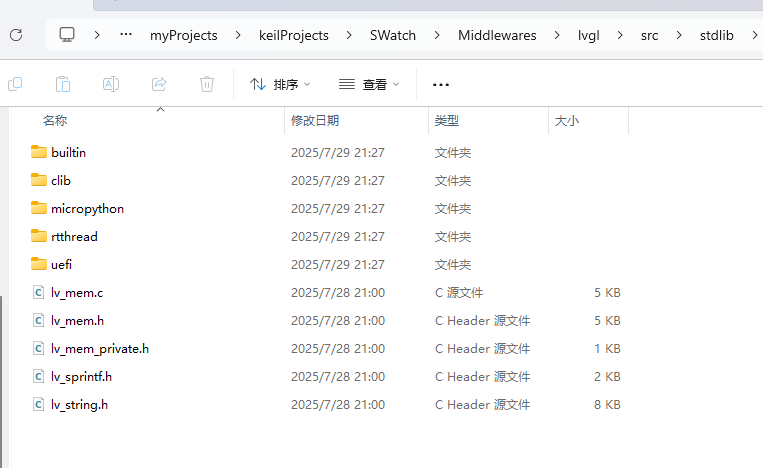 ··· myProjects > keilProjects > SWatch > Middlewares > lvgl > src > stdlib >
排序 查看 ···
名称 修改日期 类型 大小
builtin 2025/7/29 21:27 文件夹
clib 2025/7/29 21:27 文件夹
micropython 2025/7/29 21:27 文件夹
rtthread 2025/7/29 21:27 文件夹
uefi 2025/7/29 21:27 文件夹
lv_mem.c 2025/7/28 21:00 C 源文件 5 KB
lv_mem.h 2025/7/28 21:00 C Header 源文件 5 KB
lv_mem_private.h 2025/7/28 21:00 C Header 源文件 1 KB
lv_sprintf.h 2025/7/28 21:00 C Header 源文件 2 KB
lv_string.h 2025/7/28 21:00 C Header 源文件 8 KB